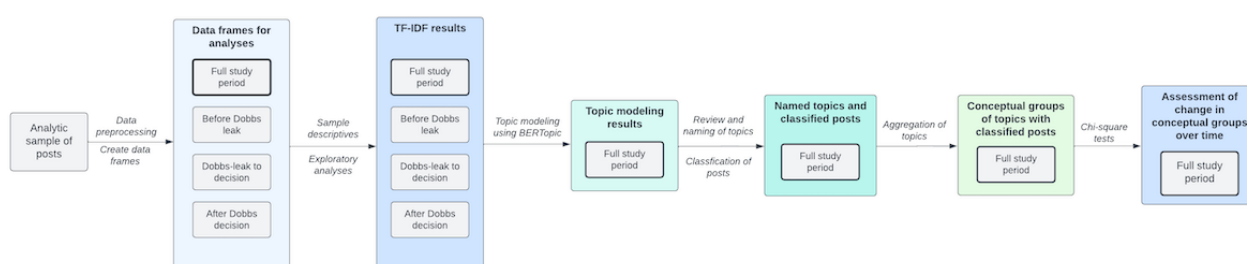 Analytic
sample of
posts
Data
preprocessing
Create data
frames
Data frames for
analyses
Full study
period
Before Dobbs
leak
Dobbs-leak to
decision
After Dobbs
decision
Sample
descriptives
Exploratory
analyses
TF-IDF results
Full study
period
Before Dobbs
leak
Dobbs-leak to
decision
After Dobbs
decision
Topic modeling
using BERTopic
Topic modeling
results
Full study
period
Review and
naming of topics
Classfication of
posts
Named topics and
classified posts
Full study
period
Aggregation of
topics
Conceptual groups
of topics with
classified posts
Full study
period
Chi-square
tests
Assessment of
change in
conceptual groups
over time
Full study
period